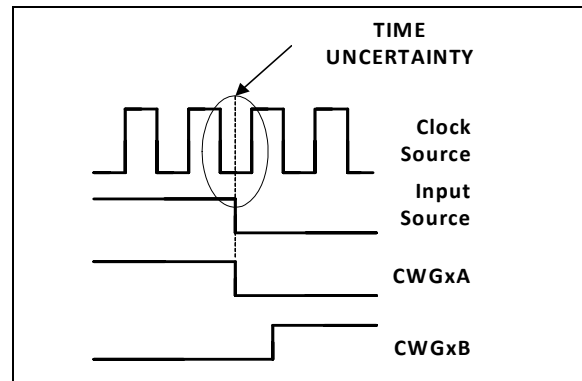 TIME
UNCERTAINTY
Clock
Source
Input
Source
CWGxA
CWGxB